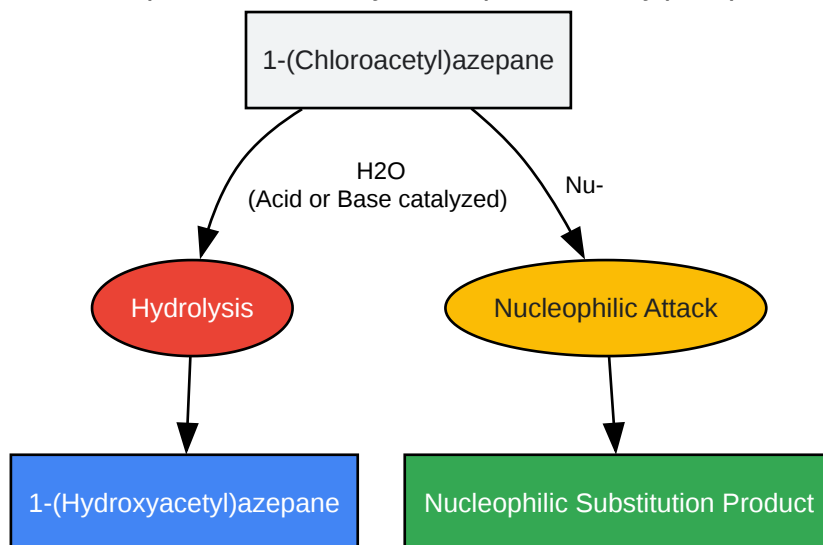 1-(Chloroacetyl)azepane
H2O
(Acid or Base catalyzed)
Nu-
Hydrolysis
Nucleophilic Attack
1-(Hydroxyacetyl)azepane
Nucleophilic Substitution Product